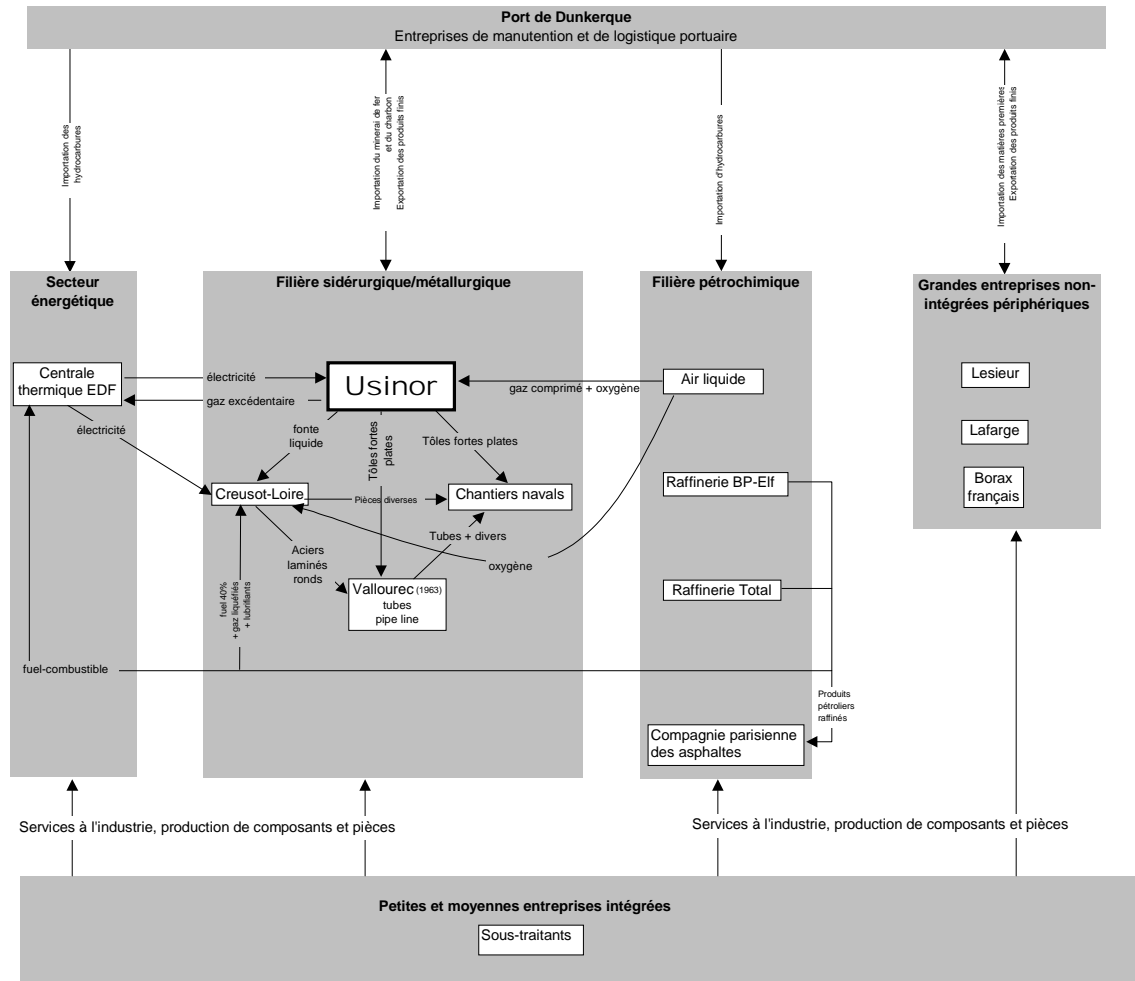 Port de Dunkerque
Entreprises de manutention et de logistique portuaire
Importation des
hydrocarbures
Importation du minerai de fer
et du charbon
Exportation des produits finis
Importation d'hydrocarbures
Importation des matières premières
Exportation des produits finis
Secteur
énergétique
Filière sidérurgique/métallurgique
Filière pétrochimique
Grandes entreprises non-
intégrées périphériques
Centrale
thermique EDF
électricité
gaz excédentaire
électricité
Usinor
gaz comprimé + oxygène
Air liquide
Lesieur
Lafarge
Borax
français
fonte
liquide
Tôles fortes
plates
Tôles fortes plates
Creusot-Loire
Pièces diverses
Chantiers navals
Raffinerie BP-Elf
Aciers
laminés
ronds
Tubes + divers
oxygène
Vallourec (1963)
tubes
pipe line
Raffinerie Total
fuel 40%
+ gaz liquéfiés
+ lubrifiants
fuel-combustible
Produits
pétroliers
raffinés
Compagnie parisienne
des asphaltes
Services à l'industrie, production de composants et pièces
Services à l'industrie, production de composants et pièces
Petites et moyennes entreprises intégrées
Sous-traitants